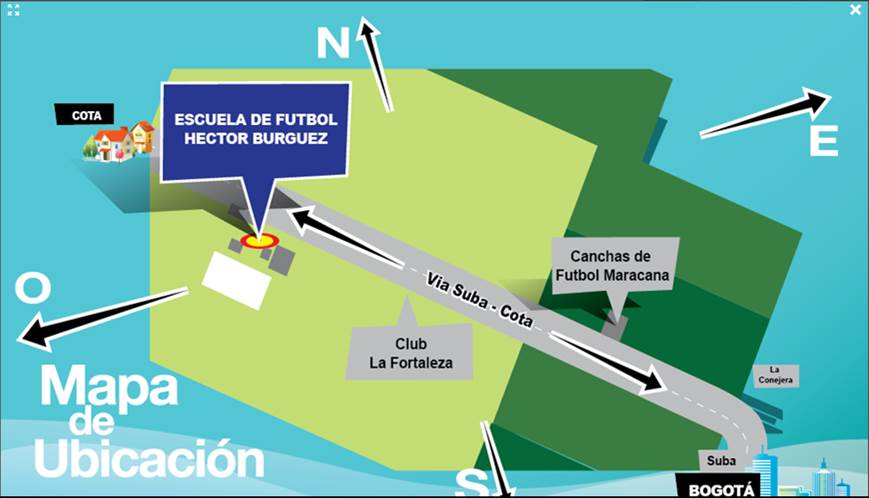 N
COTA
ESCUELA DE FUTBOL
HECTOR BURGUEZ
E
Canchas de
Futbol Maracana
O
Via Suba - Cota
Club
La Fortaleza
La
Conejera
Mapa
de
Ubicación
Suba
S
BOGOTÁ